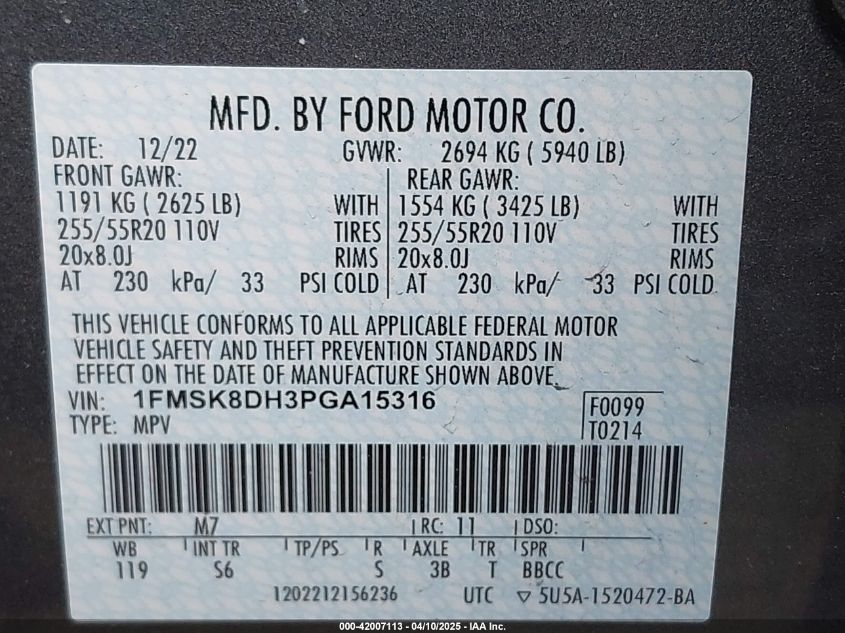 MFD. BY FORD MOTOR CO.
DATE: 12/22 GVWR: 2694 KG ( 5940 LB)
FRONT GAWR: REAR GAWR:
1191 KG ( 2625 LB) WITH 1554 KG ( 3425 LB) WITH
255/55R20 110V TIRES 255/55R20 110V TIRES
20x8.0J RIMS 20x8.0J RIMS
AT 230 kPa/ 33 PSI COLD AT 230 kPa/ 33 PSI COLD
THIS VEHICLE CONFORMS TO ALL APPLICABLE FEDERAL MOTOR
VEHICLE SAFETY AND THEFT PREVENTION STANDARDS IN
EFFECT ON THE DATE OF MANUFACTURE SHOWN ABOVE.
VIN: 1FMSK8DH3PGA15316 F0099
TYPE: MPV T0214
EXT PNT: M7 RC: 11 DSO:
WB INT TR TP/PS R AXLE TR SPR
119 S6 S 3B T BBCC
1202212156236 UTC ▽ 5U5A-1520472-BA
000-42007113 - 04/10/2025 - IAA Inc.